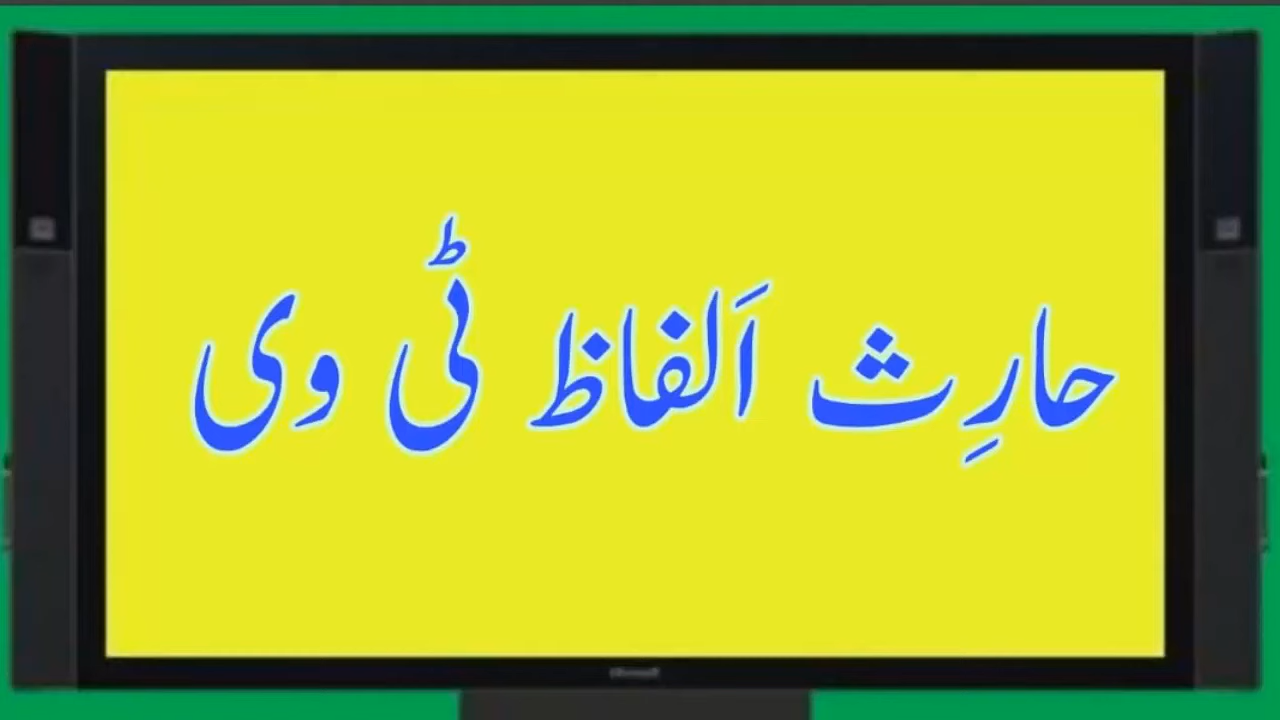 حارِث اَلفاظ ٹی وی